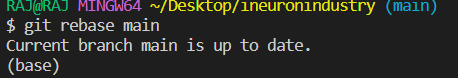 RAJ@RAJ MINGW64 ~/Desktop/ineuronindustry (main)
$ git rebase main
Current branch main is up to date.
(base)